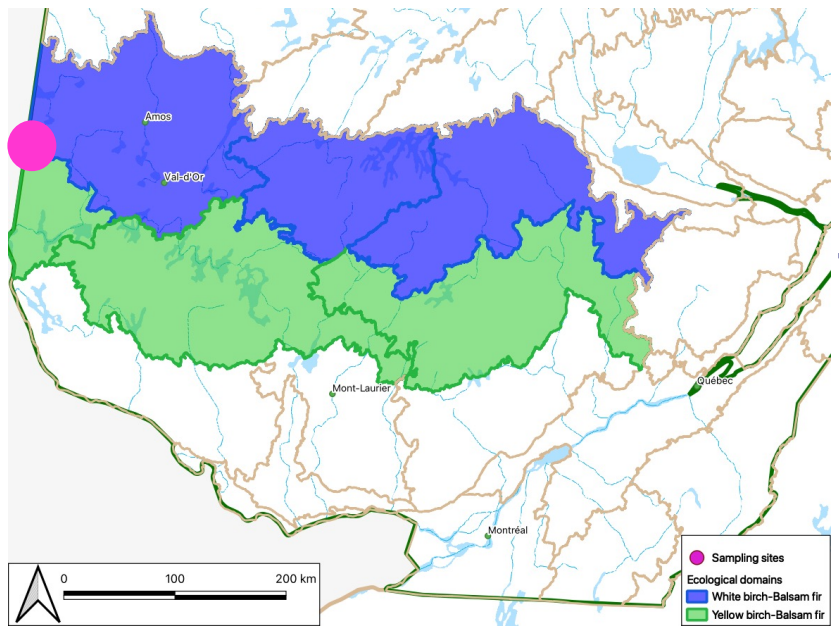 Amos
Val-d'Or
Mont-Laurier
Québec
Montréal
0 100 200 km
Sampling sites
Ecological domains
White birch-Balsam fir
Yellow birch-Balsam fir